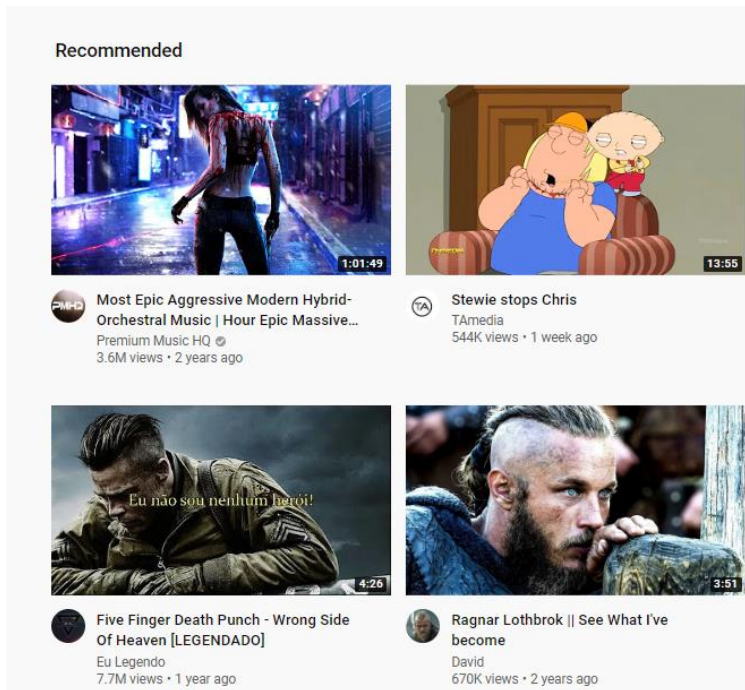 Recommended
1:01:49
PMHQ
Most Epic Aggressive Modern Hybrid-
Orchestral Music | Hour Epic Massive...
Premium Music HQ
3.6M views • 2 years ago
13:55
TA
Stewie stops Chris
TAmedia
544K views • 1 week ago
Eu não sou nenhum herói!
4:26
Five Finger Death Punch - Wrong Side
Of Heaven [LEGENDADO]
Eu Legendo
7.7M views • 1 year ago
3:51
Ragnar Lothbrok || See What I've
become
David
670K views • 2 years ago